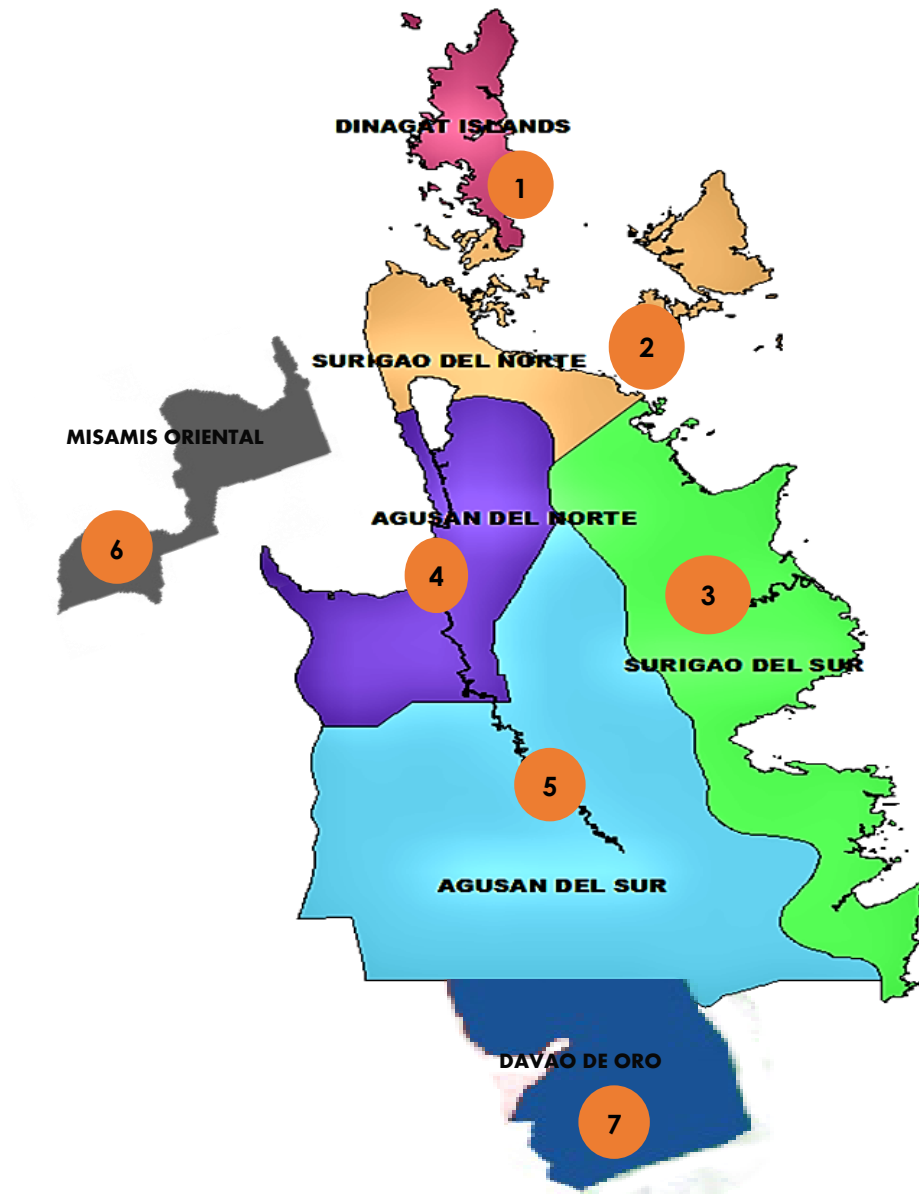 DINAGAT ISLANDS
1
2
SURIGAO DEL NORTE
MISAMIS ORIENTAL
AGUSAN DEL NORTE
6
4
3
SURIGAO DEL SUR
5
AGUSAN DEL SUR
DAVAO DE ORO
7